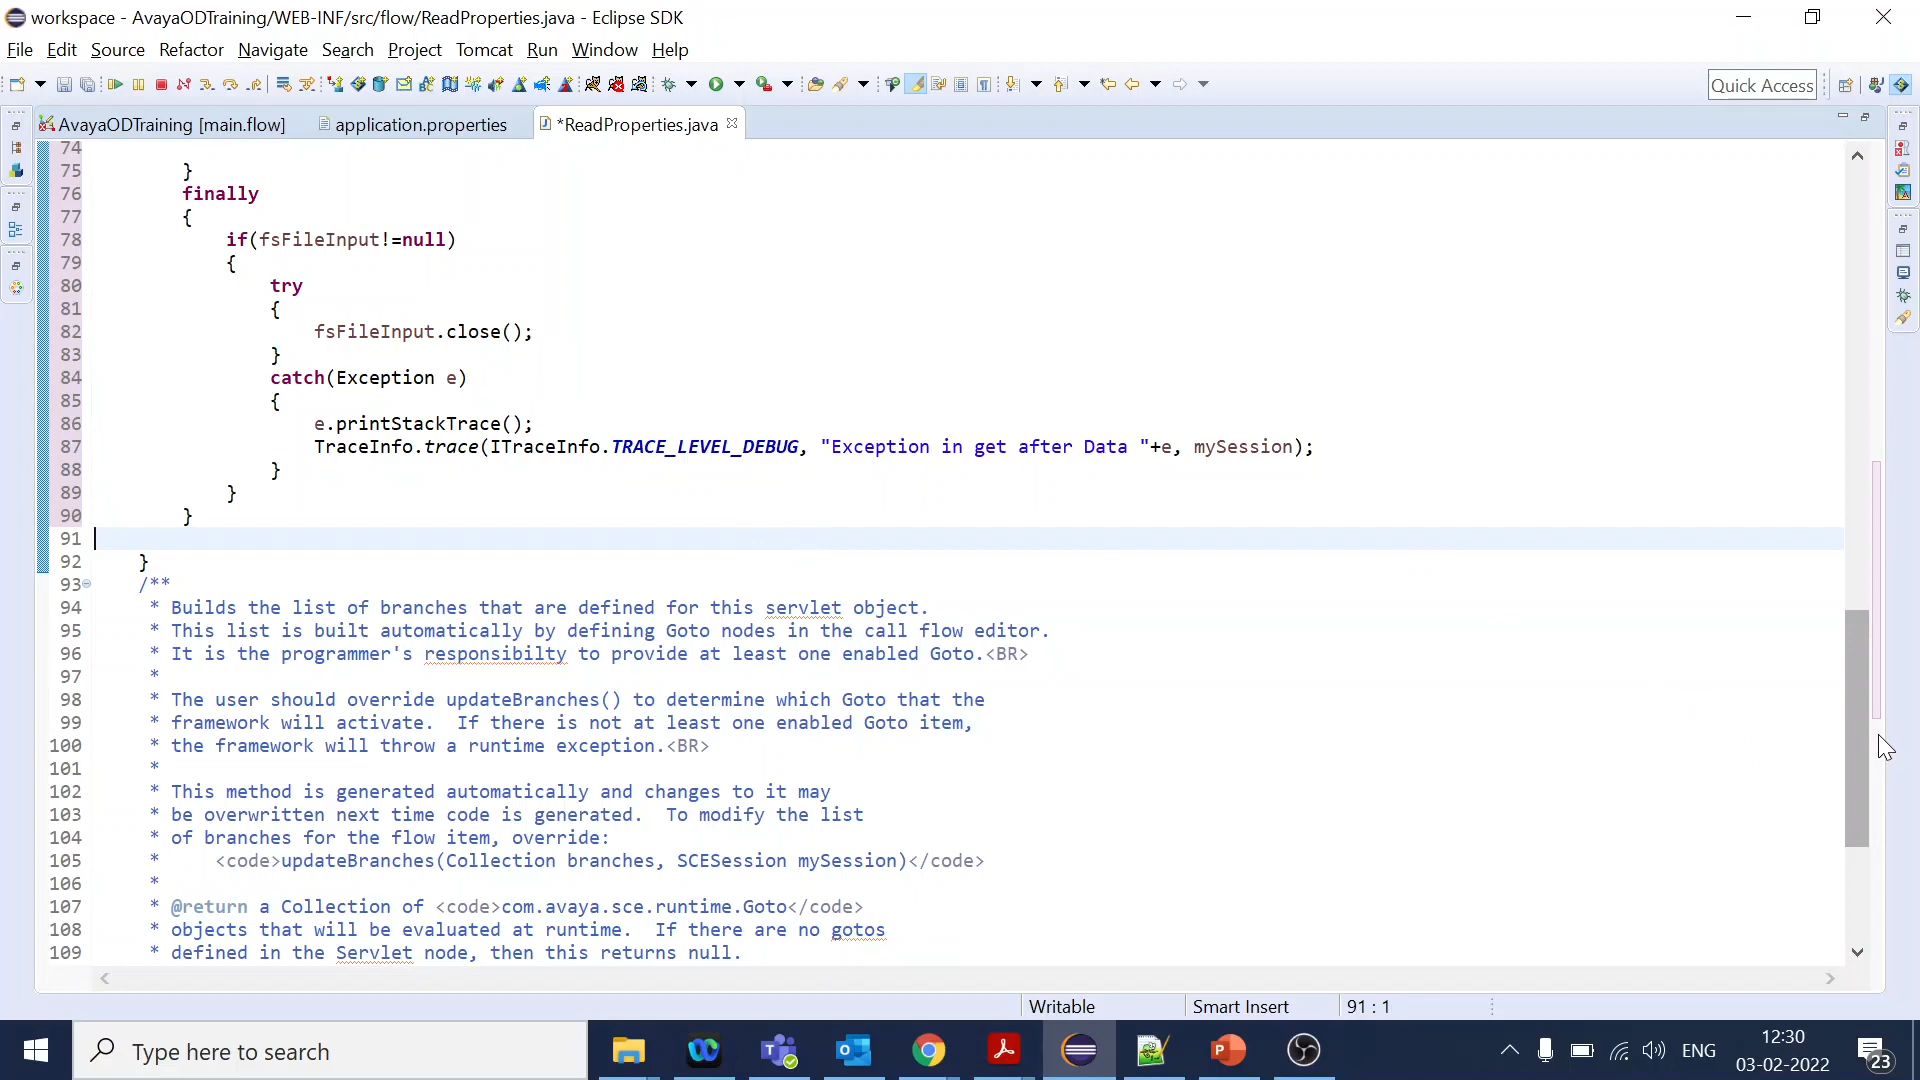 workspace - AvayaODTraining/WEB-INF/src/flow/ReadProperties.java - Eclipse SDK
File Edit Source Refactor Navigate Search Project Tomcat Run Window Help
Quick Access
AvayaODTraining [main.flow] application.properties *ReadProperties.java
74
75 }
76 finally
77 {
78 if(fsFileInput!=null)
79 {
80 try
81 {
82 fsFileInput.close();
83 }
84 catch(Exception e)
85 {
86 e.printStackTrace();
87 TraceInfo.trace(ITraceInfo.TRACE_LEVEL_DEBUG, "Exception in get after Data "+e, mySession);
88 }
89 }
90 }
91
92 }
93 /**
94 * Builds the list of branches that are defined for this servlet object.
95 * This list is built automatically by defining Goto nodes in the call flow editor.
96 * It is the programmer's responsibilty to provide at least one enabled Goto.<BR>
97 *
98 * The user should override updateBranches() to determine which Goto that the
99 * framework will activate.  If there is not at least one enabled Goto item,
100 * the framework will throw a runtime exception.<BR>
101 *
102 * This method is generated automatically and changes to it may
103 * be overwritten next time code is generated.  To modify the list
104 * of branches for the flow item, override:
105 * <code>updateBranches(Collection branches, SCESession mySession)</code>
106 *
107 * @return a Collection of <code>com.avaya.sce.runtime.Goto</code>
108 * objects that will be evaluated at runtime.  If there are no gotos
109 * defined in the Servlet node, then this returns null.
Writable Smart Insert 91 : 1
Type here to search
ENG
12:30
03-02-2022
23